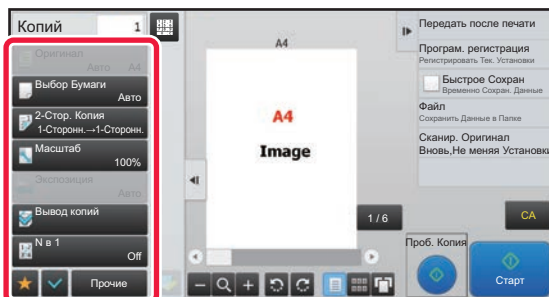 Копий
1
Оригинал
Авто A4
Выбор Бумаги
Авто
2-Стор. Копия
1-Сторонн.→1-Сторонн.
Масштаб
100%
Экспозиция
Авто
Вывод копий
N в 1
Off
Прочие
A4
A4
Image
1 / 6
Передать после печати
Програм. регистрация
Регистрировать Тек. Установки
Быстрое Сохран
Временно Сохран. Данные
Файл
Сохранить Данные в Папке
Сканир. Оригинал
Вновь,Не меняя Установки
CA
Проб. Копия
Старт